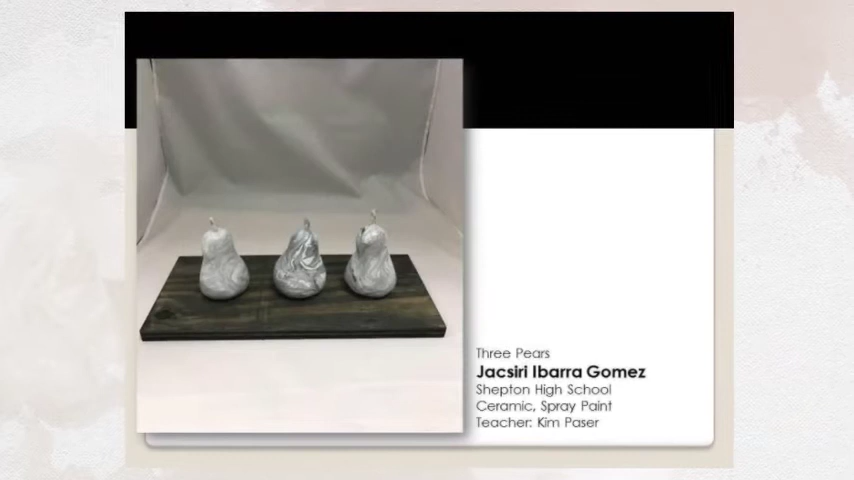 Three Pears
Jacsiri Ibarra Gomez
Shepton High School
Ceramic, Spray Paint
Teacher: Kim Paser